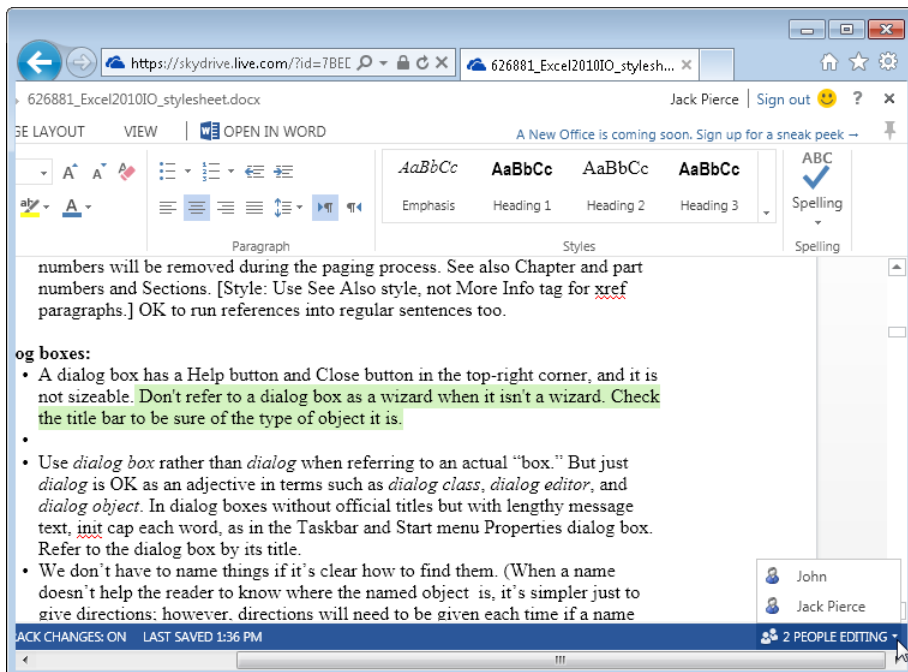 https://skydrive.live.com/?id=7BED
626881_Excel2010IO_stylesh...
626881_Excel2010IO_stylesheet.docx
Jack Pierce
Sign out
?
GE LAYOUT
VIEW
OPEN IN WORD
A New Office is coming soon. Sign up for a sneak peek →
AaBbCc
AaBbCc
AaBbCc
AaBbCc
ABC
Emphasis
Heading 1
Heading 2
Heading 3
Spelling
Paragraph
Styles
Spelling
numbers will be removed during the paging process. See also Chapter and part
numbers and Sections. [Style: Use See Also style, not More Info tag for xref
paragraphs.] OK to run references into regular sentences too.
og boxes:
• A dialog box has a Help button and Close button in the top-right corner, and it is
not sizeable. Don't refer to a dialog box as a wizard when it isn't a wizard. Check
the title bar to be sure of the type of object it is.
•
• Use dialog box rather than dialog when referring to an actual “box.” But just
dialog is OK as an adjective in terms such as dialog class, dialog editor, and
dialog object. In dialog boxes without official titles but with lengthy message
text, init cap each word, as in the Taskbar and Start menu Properties dialog box.
Refer to the dialog box by its title.
• We don’t have to name things if it’s clear how to find them. (When a name
doesn’t help the reader to know where the named object is, it’s simpler just to
give directions; however, directions will need to be given each time if a name
John
Jack Pierce
RACK CHANGES: ON
LAST SAVED 1:36 PM
2 PEOPLE EDITING